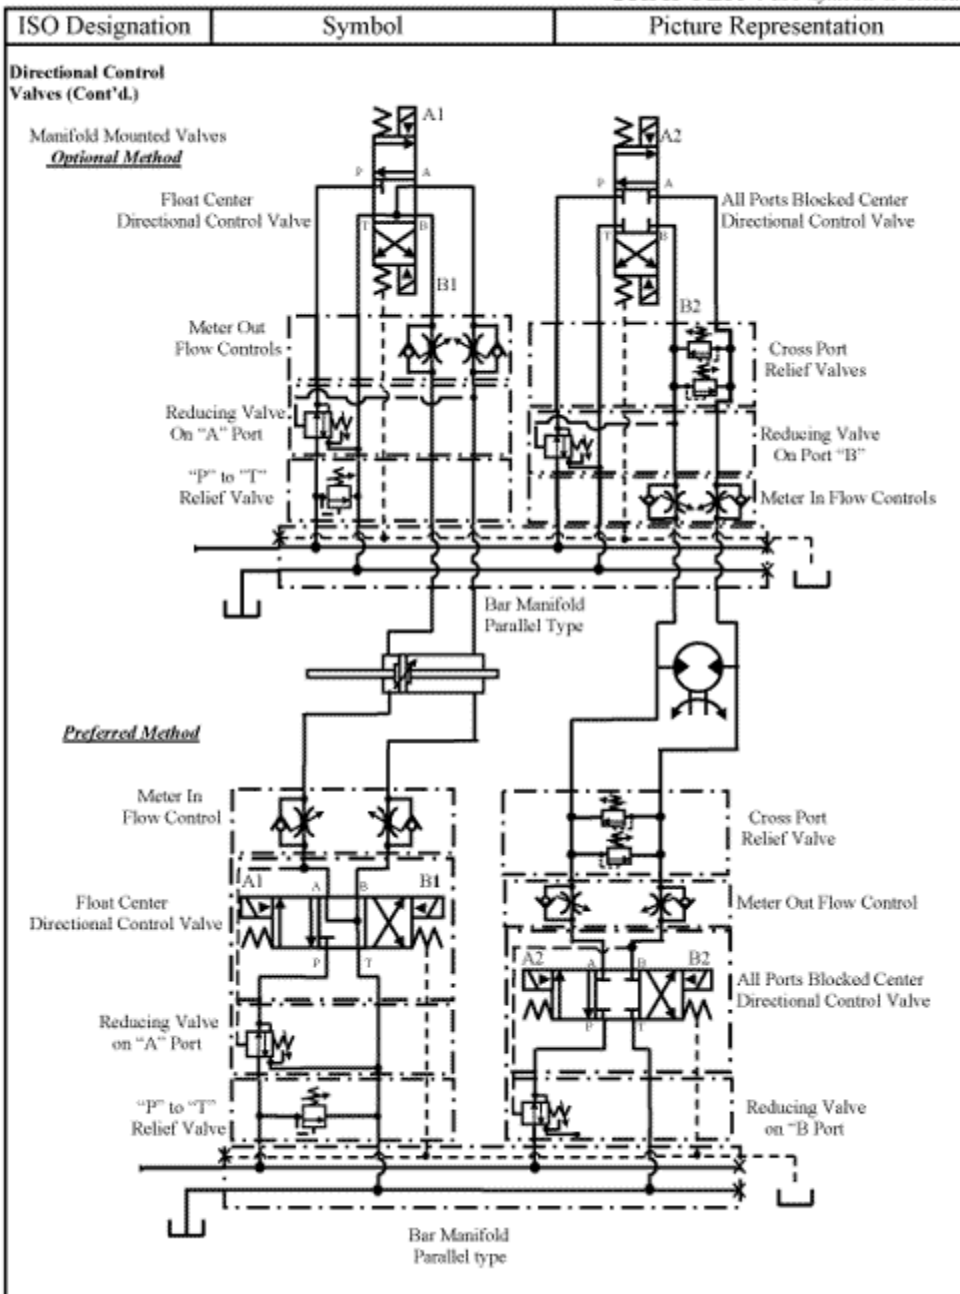 ISO Designation
Symbol
Picture Representation
Directional Control
Valves (Cont'd.)
Manifold Mounted Valves
Optional Method
A1
P A
Float Center
Directional Control Valve
T B
B1
A2
P A
All Ports Blocked Center
Directional Control Valve
T B
B2
Meter Out
Flow Controls
Cross Port
Relief Valves
Reducing Valve
On "A" Port
Reducing Valve
On Port "B"
"P" to "T"
Relief Valve
Meter In Flow Controls
Bar Manifold
Parallel Type
Preferred Method
Meter In
Flow Control
Cross Port
Relief Valve
A1 A B B1
Float Center
Directional Control Valve
P T
Meter Out Flow Control
A2 A B B2
All Ports Blocked Center
Directional Control Valve
P T
Reducing Valve
on "A" Port
"P" to "T"
Relief Valve
Reducing Valve
on "B Port
Bar Manifold
Parallel type